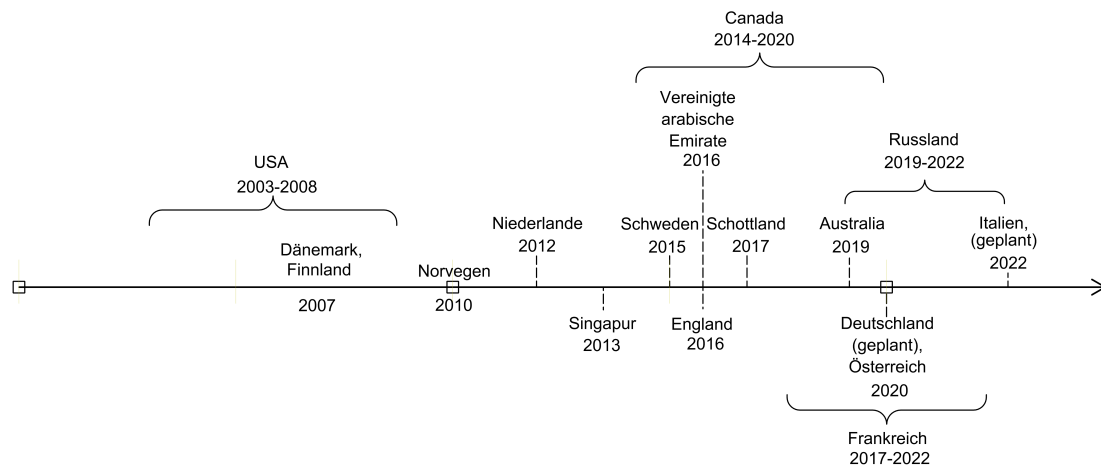 Canada
2014-2020
Vereinigte
arabische
Emirate
2016
Russland
2019-2022
USA
2003-2008
Niederlande
2012
Schweden
2015
Schottland
2017
Australia
2019
Italien,
(geplant)
2022
Dänemark,
Finnland
2007
Norvegen
2010
Singapur
2013
England
2016
Deutschland
(geplant),
Österreich
2020
Frankreich
2017-2022